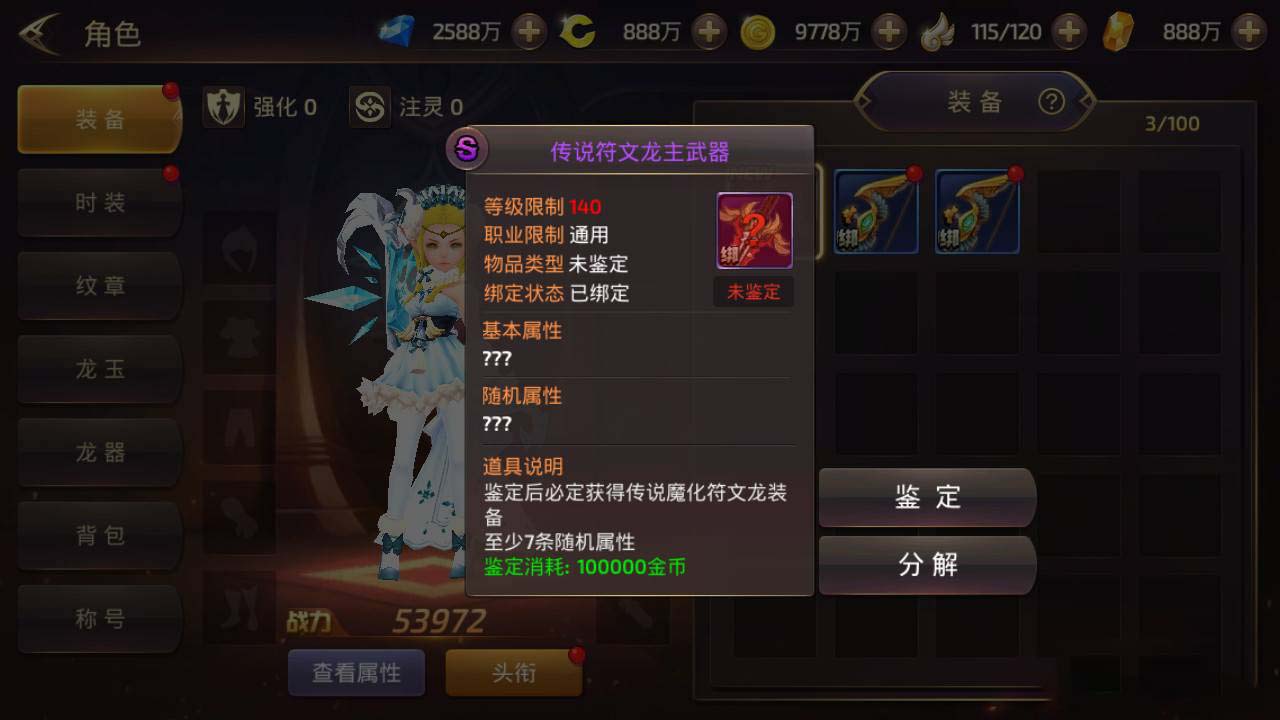 角色
2588万
888万
9778万
115/120
888万
装备
强化 0
注灵 0
装备
?
3/100
时装
纹章
龙玉
龙器
背包
称号
S
传说符文龙主武器
等级限制 140
职业限制 通用
物品类型 未鉴定
绑定状态 已绑定
?
绑
未鉴定
绑
绑
基本属性
???
随机属性
???
道具说明
鉴定后必定获得传说魔化符文龙装
备
至少7条随机属性
鉴定消耗: 100000金币
鉴定
分解
战力 53972
查看属性
头衔